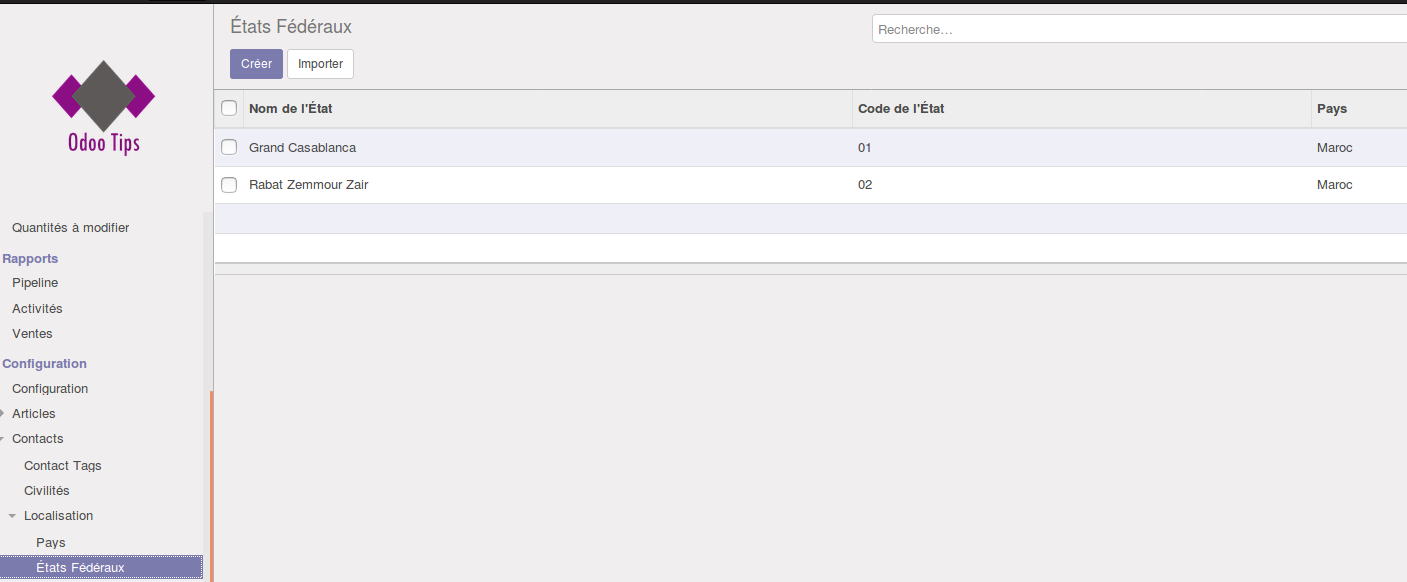 Odoo Tips
Quantités à modifier
Rapports
Pipeline
Activités
Ventes
Configuration
Configuration
Articles
Contacts
Contact Tags
Civilités
Localisation
Pays
États Fédéraux
États Fédéraux
Recherche...
Créer Importer
Nom de l'État Code de l'État Pays
Grand Casablanca 01 Maroc
Rabat Zemmour Zair 02 Maroc